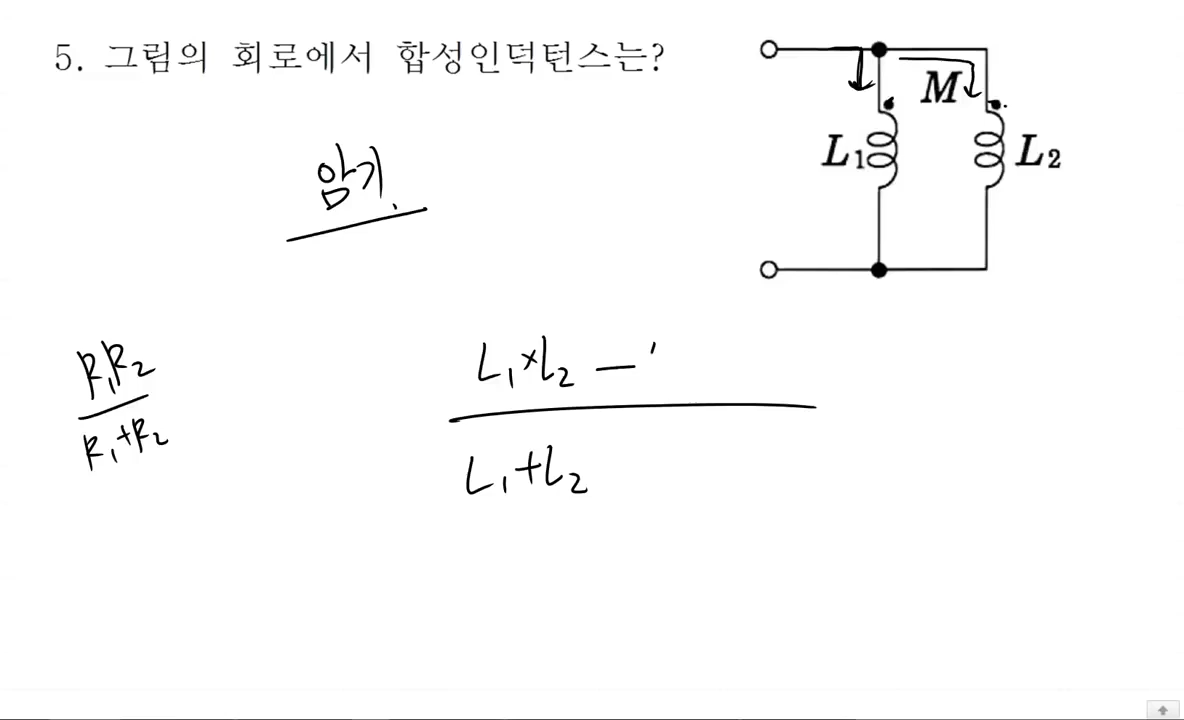 5. 그림의 회로에서 합성인덕턴스는?
M
L₁
L₂
암기.
R₁R₂
R₁+R₂
L₁×L₂ −
L₁+L₂